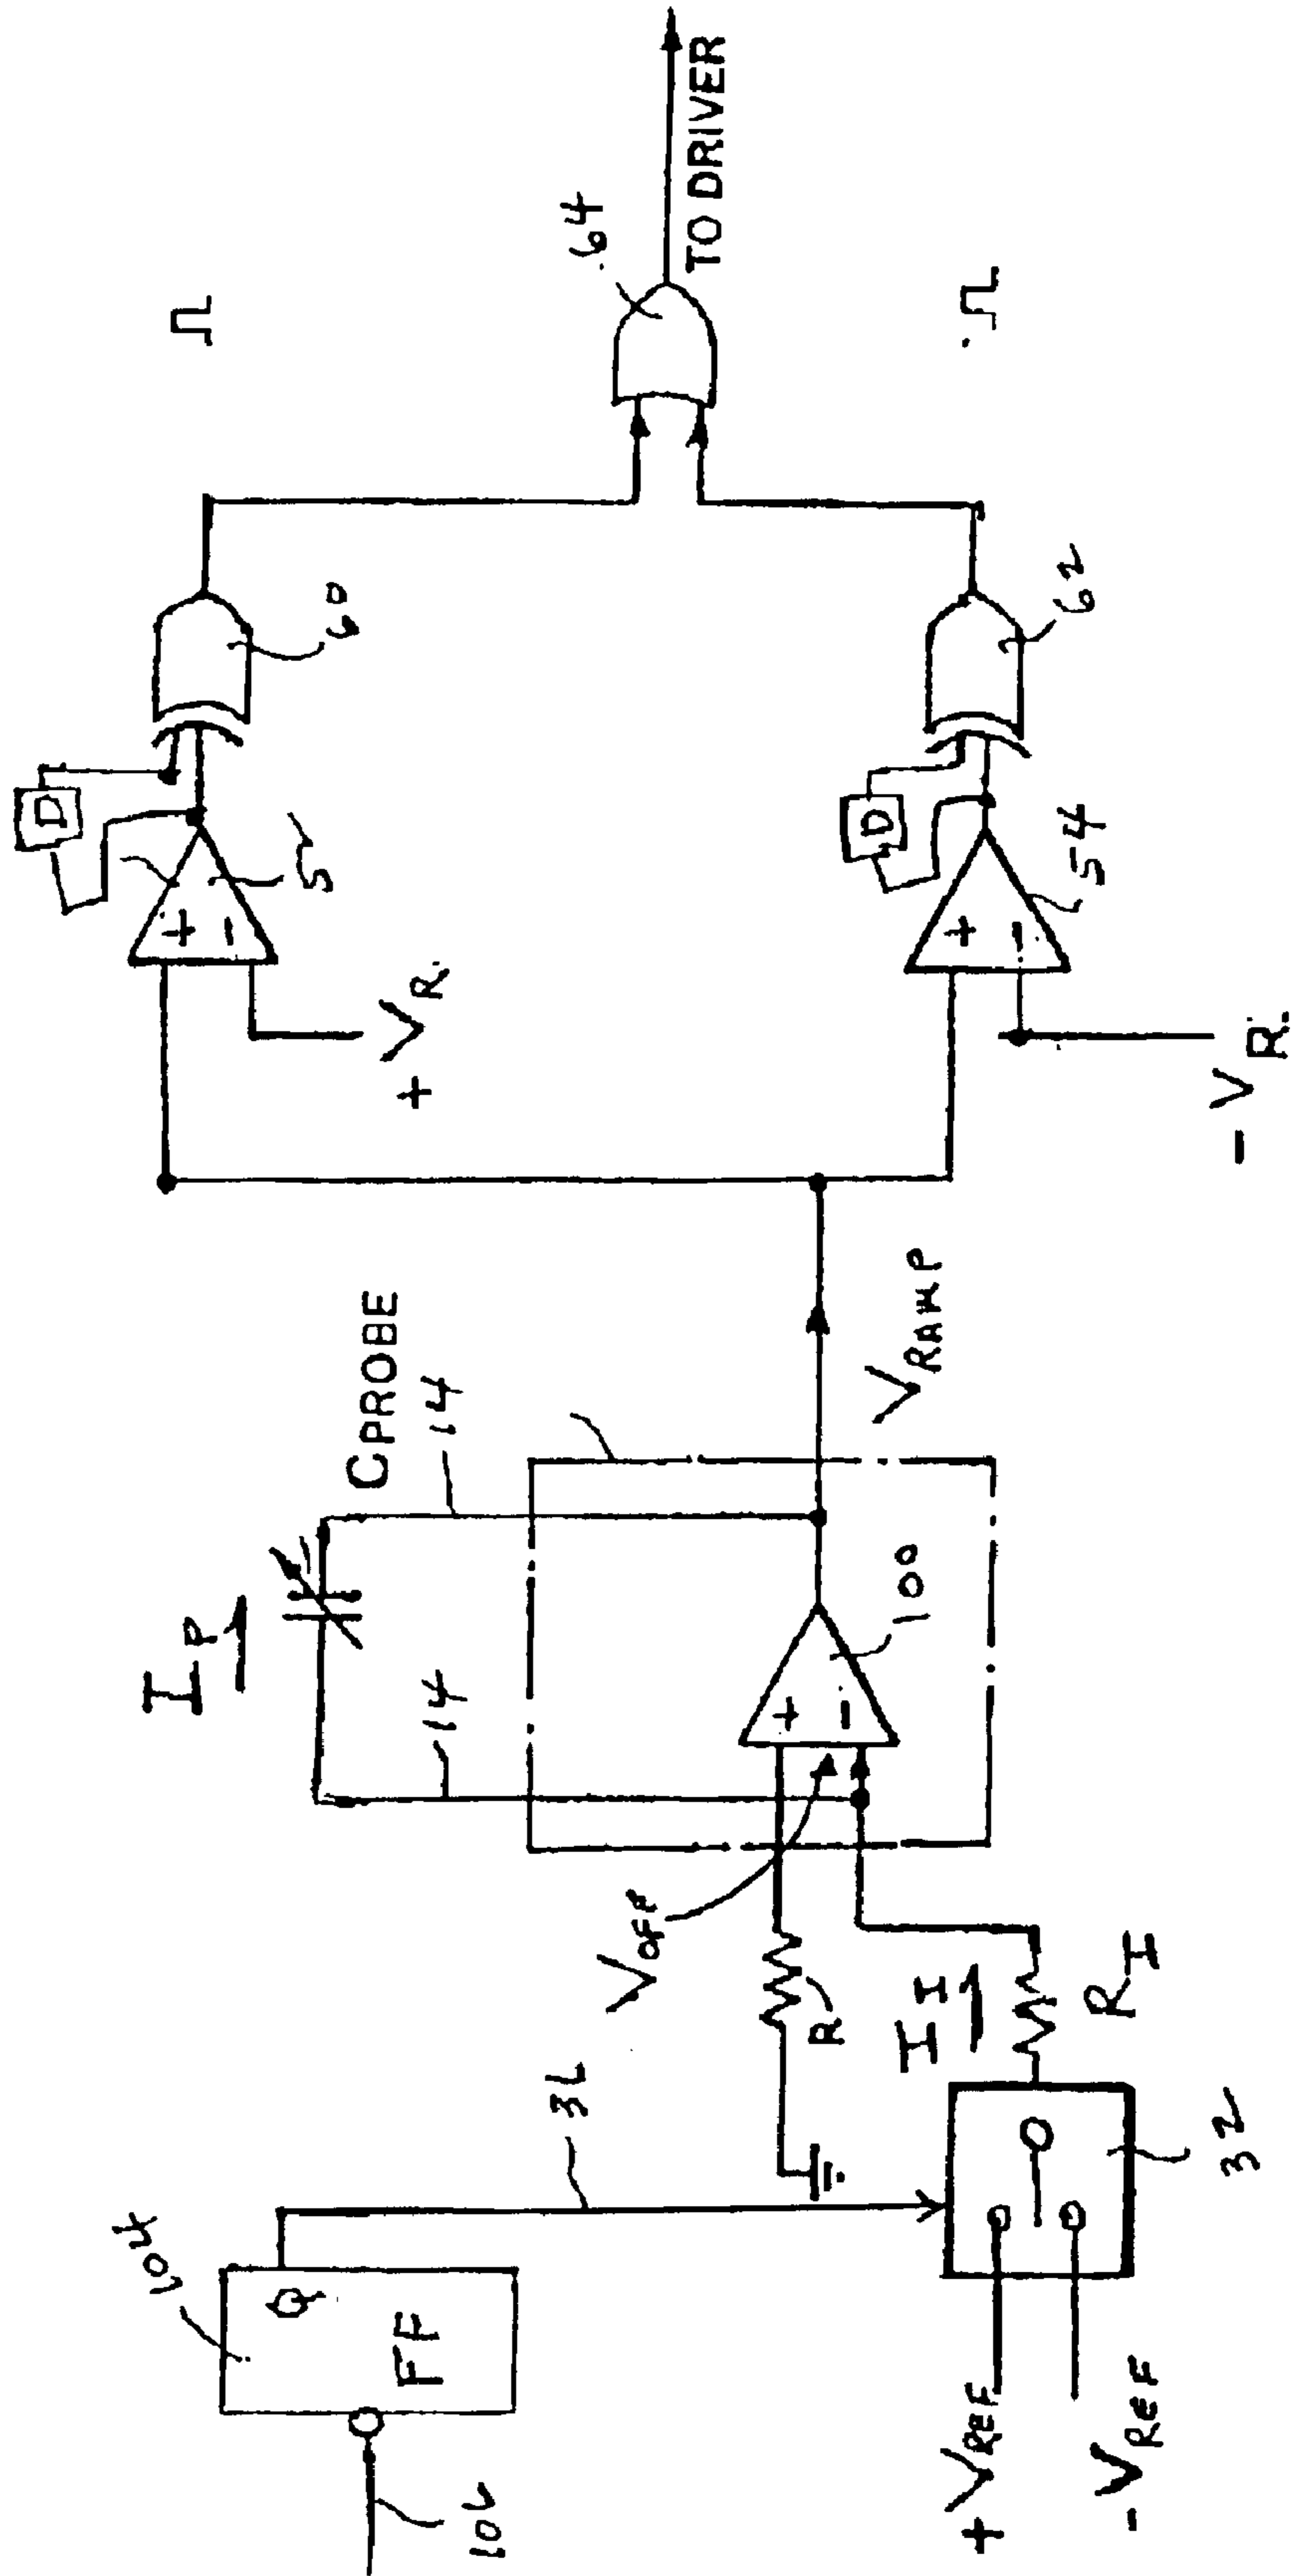 104
Q
FF
106
36
+ VREF
- VREF
32
II
RI
R
VOFF
IP
CPROBE
14
14
+
-
100
VRAMP
+ VR
- VR
+
-
5
D
60
+
-
54
D
62
64
TO DRIVER